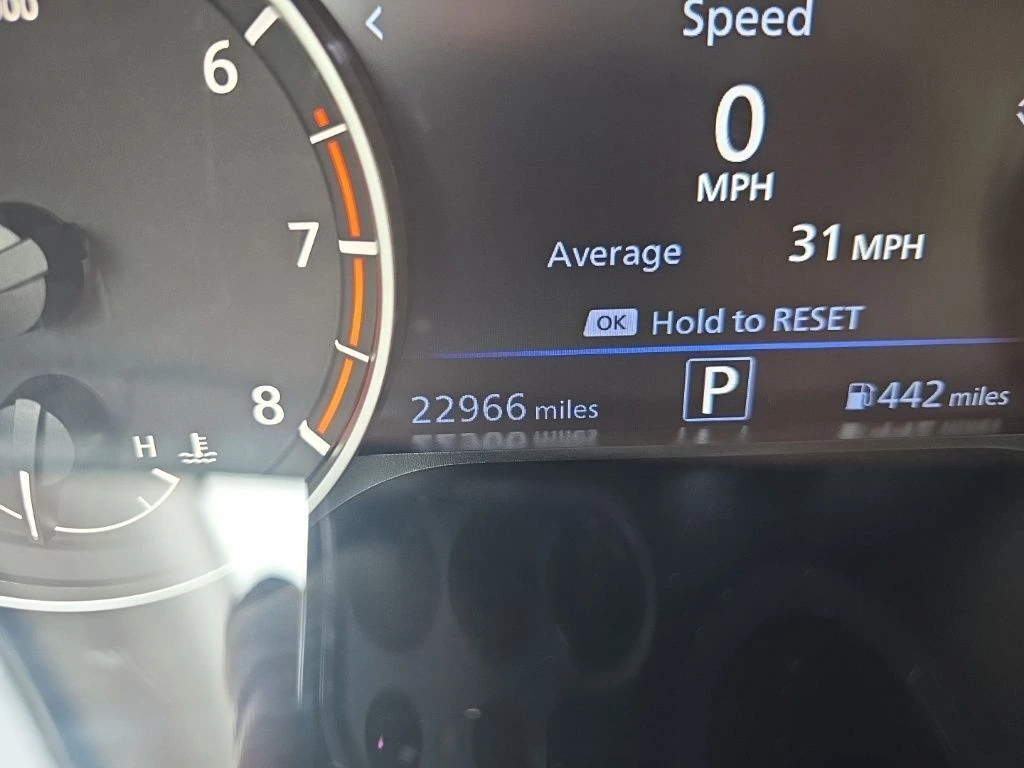 6
7
8
H
Speed
0
MPH
Average 31 MPH
OK Hold to RESET
22966 miles P 442 miles